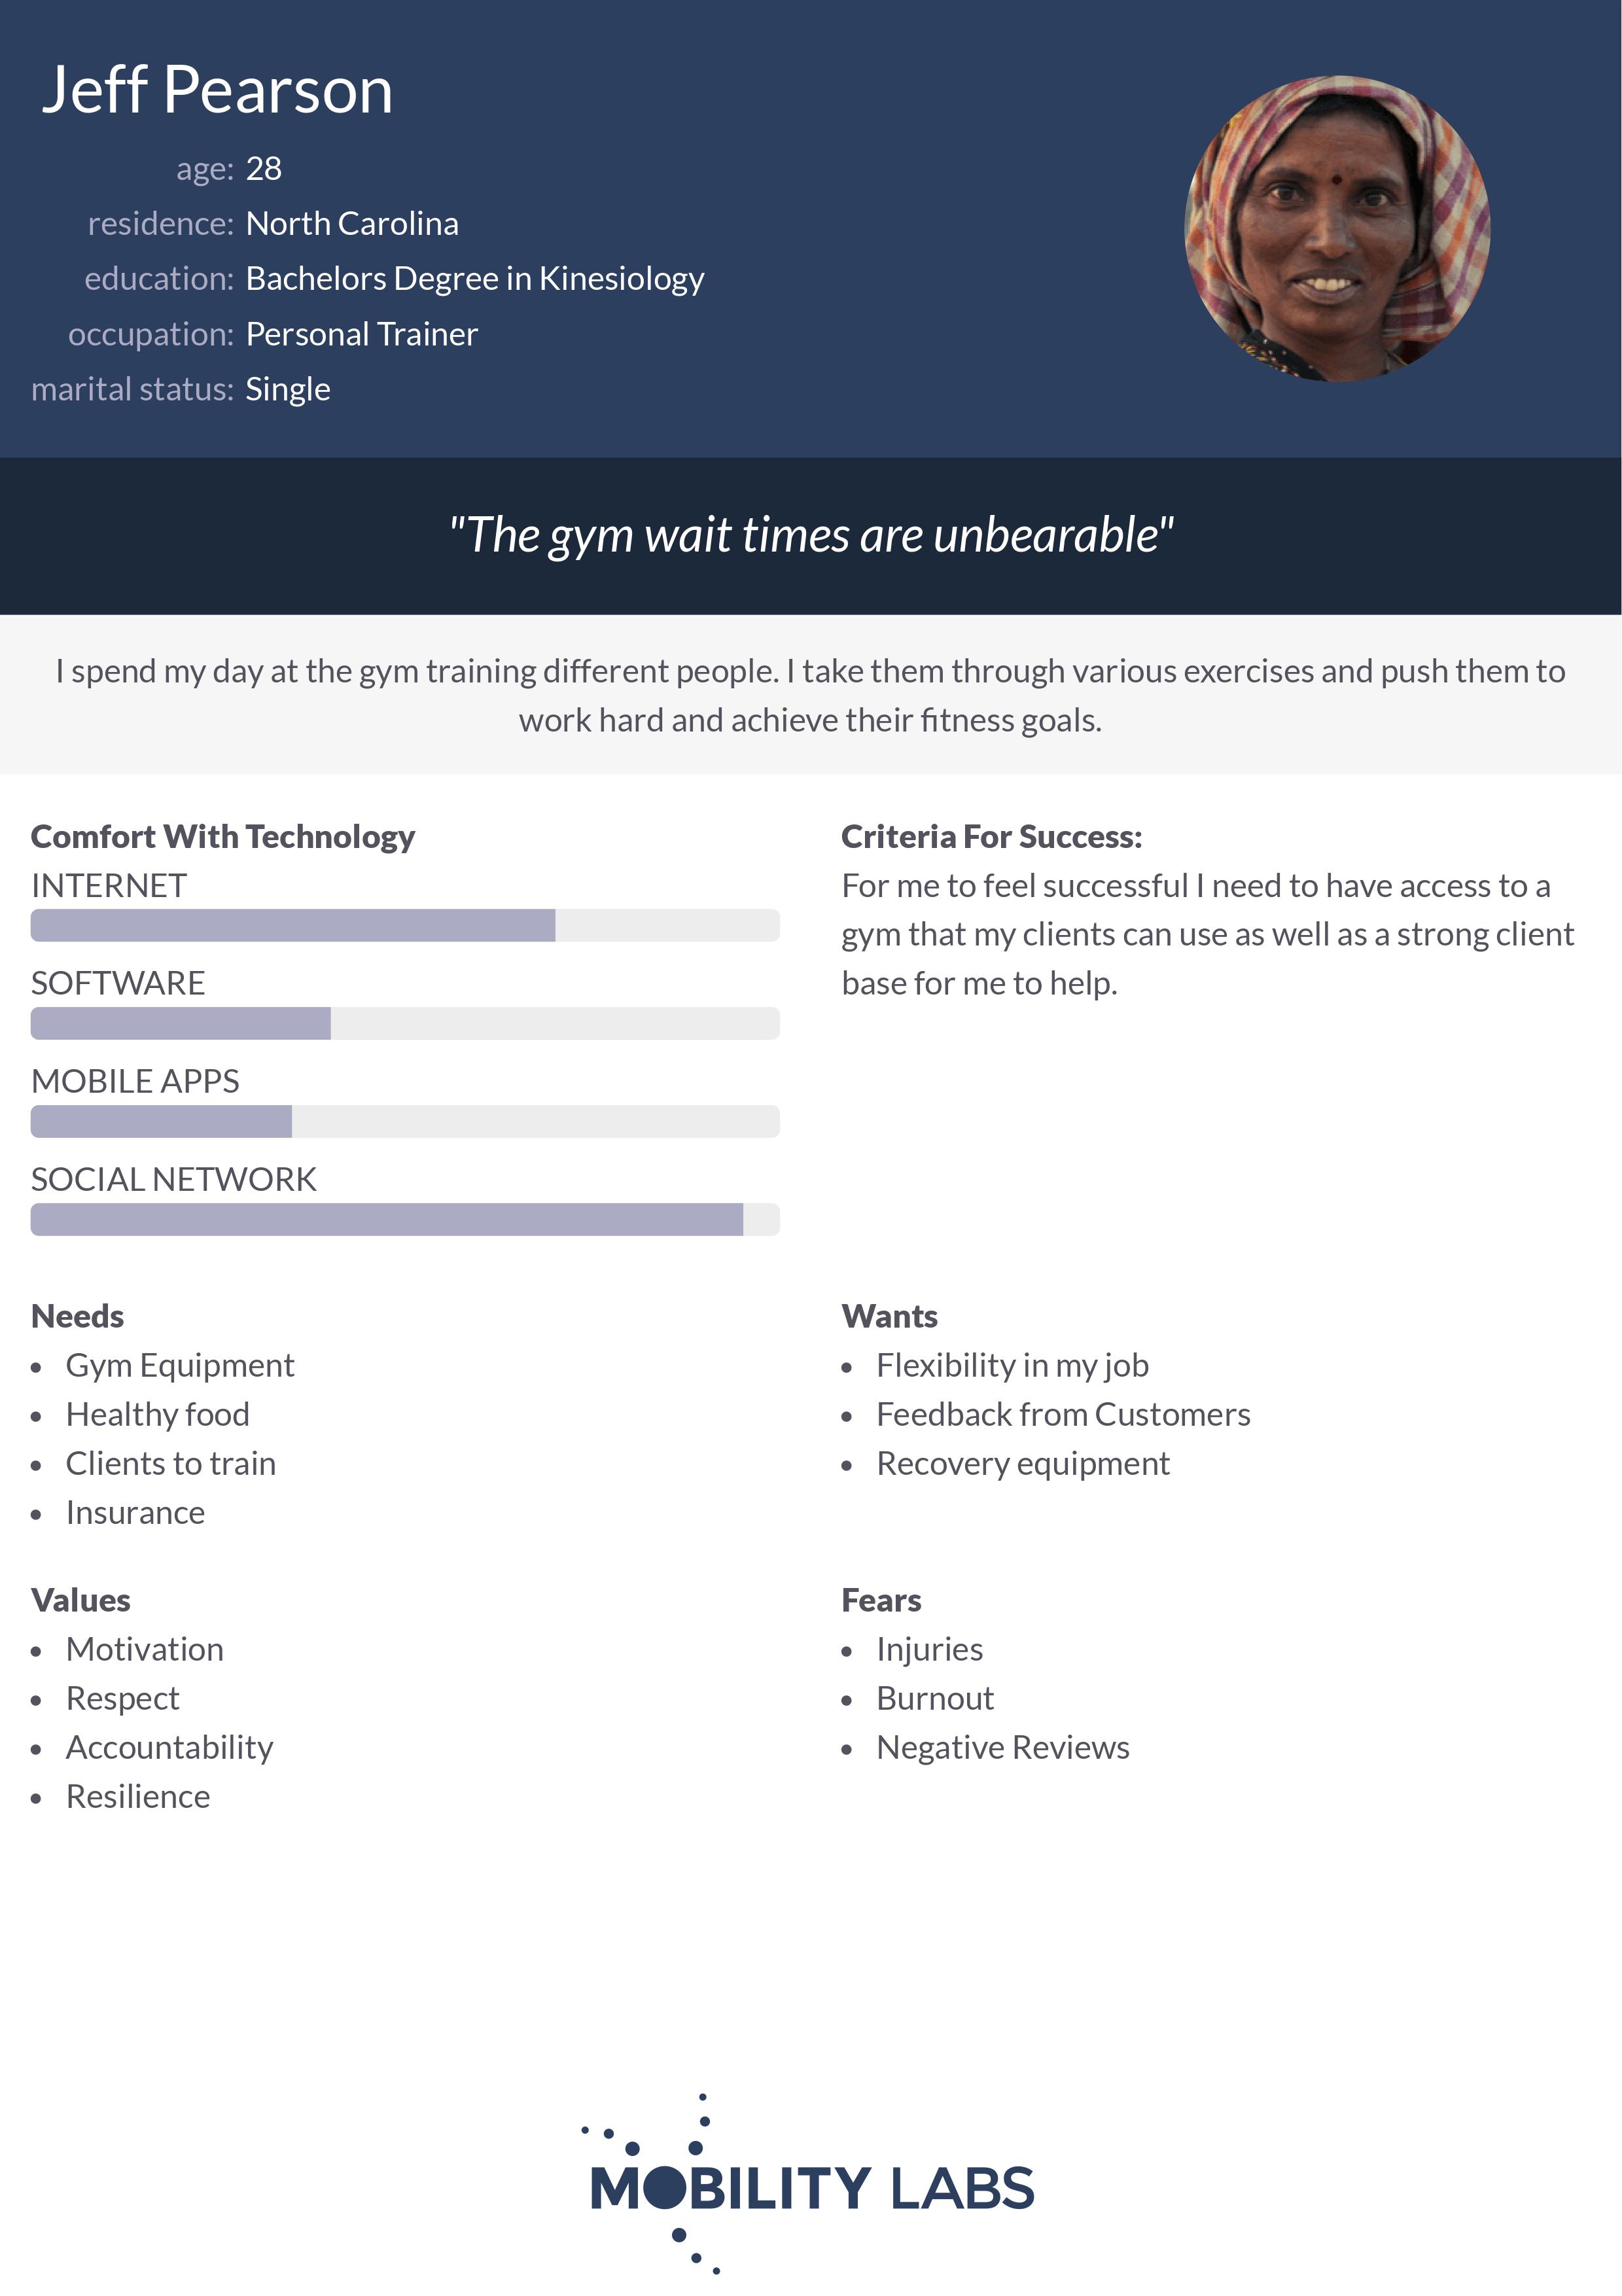 Jeff Pearson
age: 28
residence: North Carolina
education: Bachelors Degree in Kinesiology
occupation: Personal Trainer
marital status: Single
"The gym wait times are unbearable"
I spend my day at the gym training different people. I take them through various exercises and push them to
work hard and achieve their fitness goals.
Comfort With Technology
INTERNET
SOFTWARE
MOBILE APPS
SOCIAL NETWORK
Criteria For Success:
For me to feel successful I need to have access to a
gym that my clients can use as well as a strong client
base for me to help.
Needs
• Gym Equipment
• Healthy food
• Clients to train
• Insurance
Wants
• Flexibility in my job
• Feedback from Customers
• Recovery equipment
Values
• Motivation
• Respect
• Accountability
• Resilience
Fears
• Injuries
• Burnout
• Negative Reviews
MOBILITY LABS